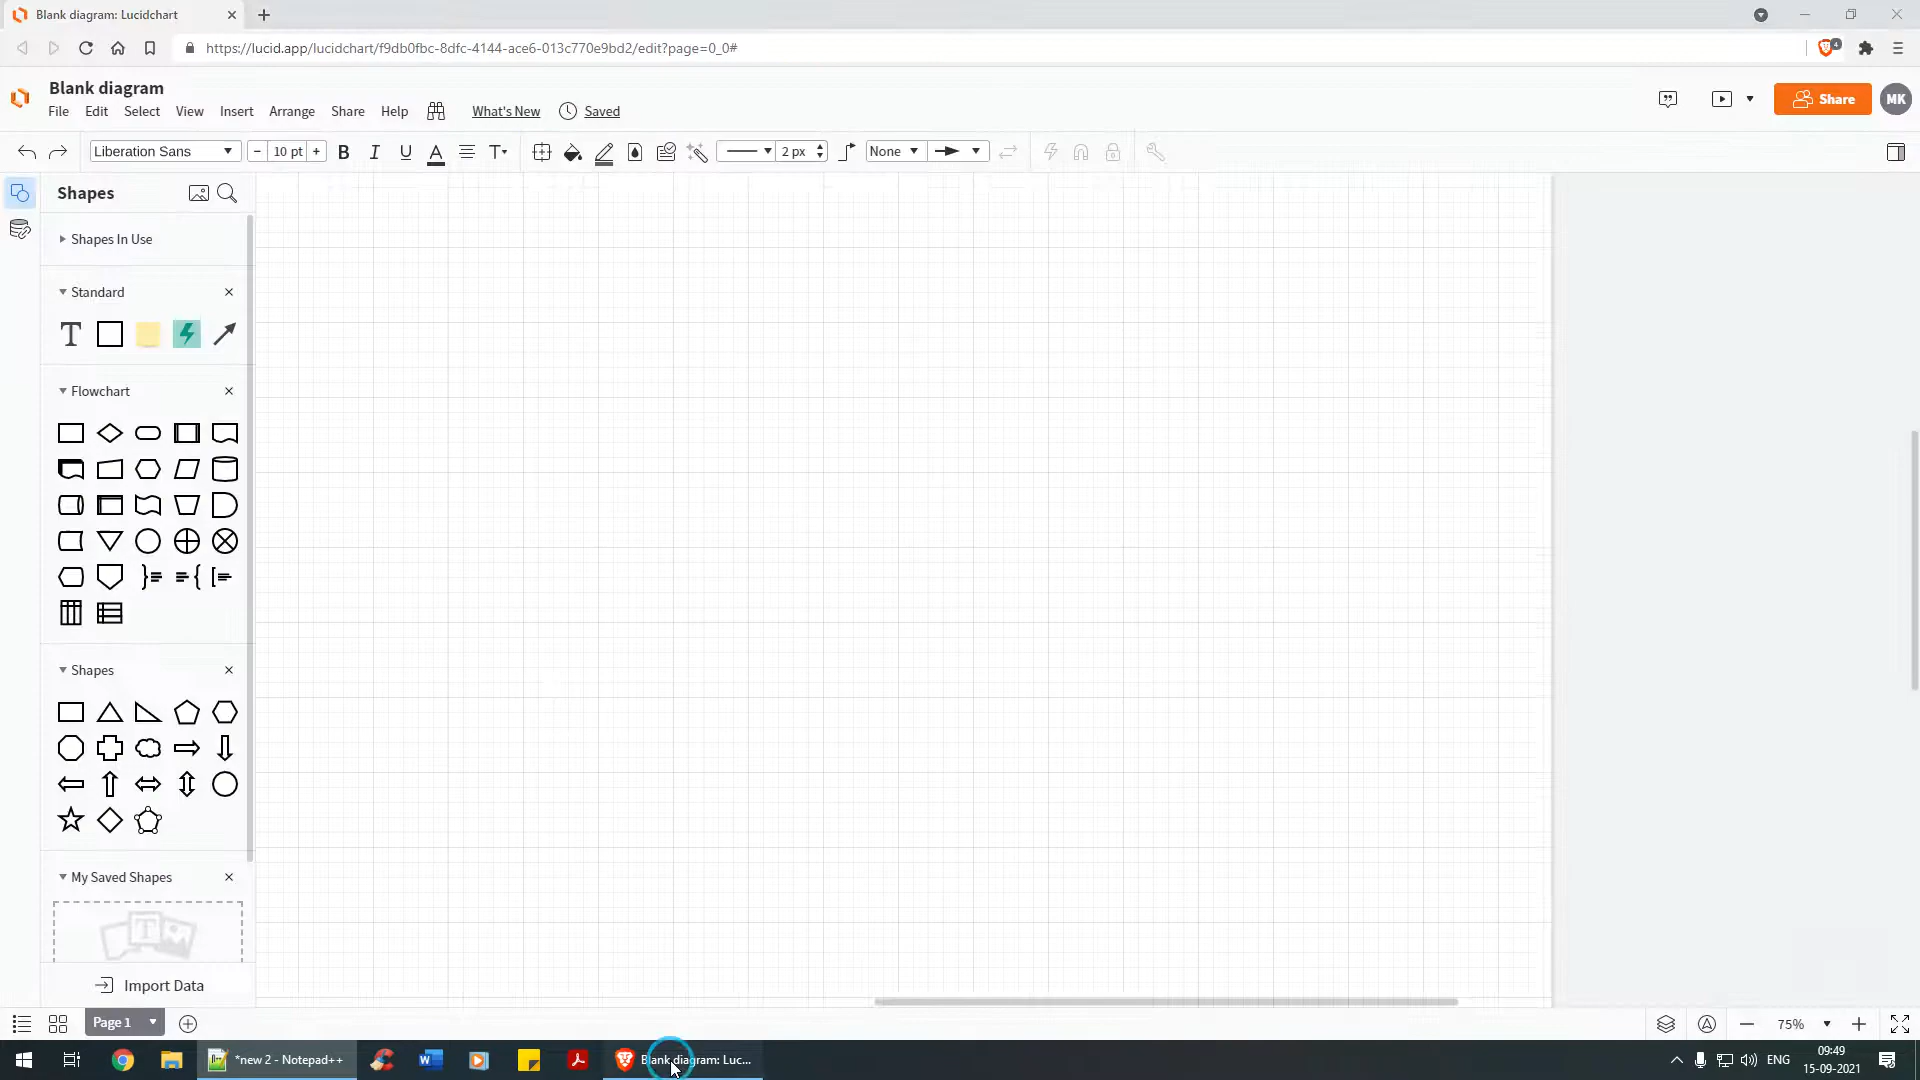 Blank diagram: Lucidchart
https://lucid.app/lucidchart/f9db0fbc-8dfc-4144-ace6-013c770e9bd2/edit?page=0_0#
4
Blank diagram
File Edit Select View Insert Arrange Share Help What's New Saved
Share MK
Liberation Sans − 10 pt + B I U A T 2 px None
Shapes
Shapes In Use
Standard
T
Flowchart
Shapes
My Saved Shapes
T
Import Data
Page 1
75%
*new 2 - Notepad++
Blank diagram: Luc...
ENG
09:49
15-09-2021